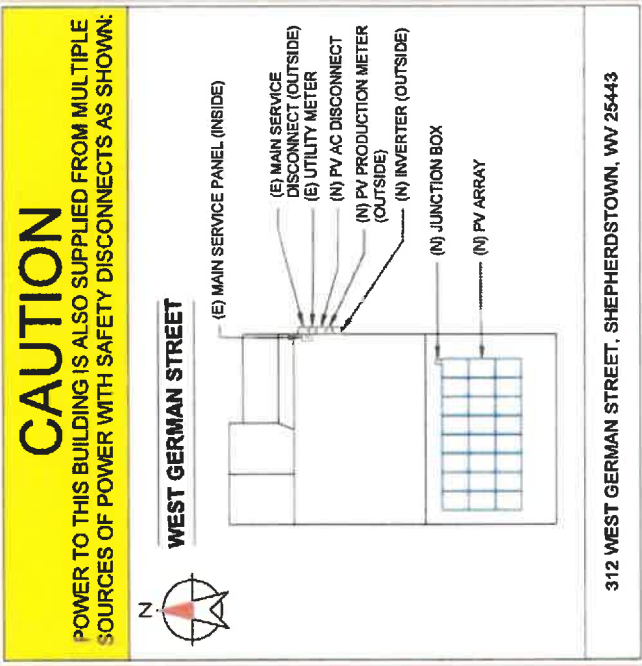 CAUTION
POWER TO THIS BUILDING IS ALSO SUPPLIED FROM MULTIPLE
SOURCES OF POWER WITH SAFETY DISCONNECTS AS SHOWN:
N
WEST GERMAN STREET
(E) MAIN SERVICE PANEL (INSIDE)
(E) MAIN SERVICE
DISCONNECT (OUTSIDE)
(E) UTILITY METER
(N) PV AC DISCONNECT
(N) PV PRODUCTION METER
(OUTSIDE)
(N) INVERTER (OUTSIDE)
(N) JUNCTION BOX
(N) PV ARRAY
312 WEST GERMAN STREET, SHEPHERDSTOWN, WV 25443